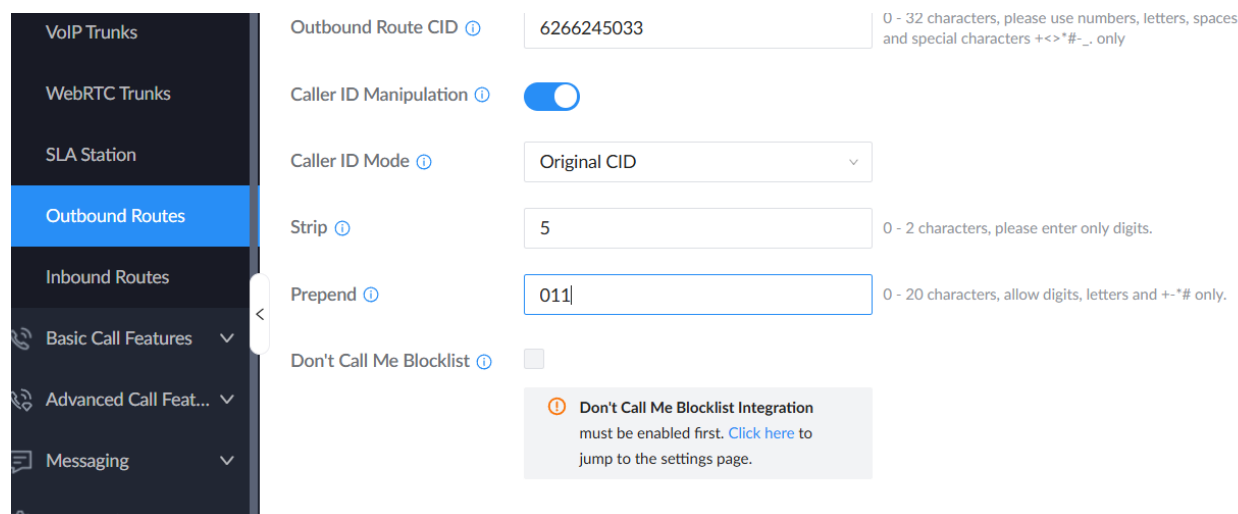 VoIP Trunks
WebRTC Trunks
SLA Station
Outbound Routes
Inbound Routes
Basic Call Features
Advanced Call Feat...
Messaging
Outbound Route CID
6266245033
0 - 32 characters, please use numbers, letters, spaces
and special characters +<>*#-_. only
Caller ID Manipulation
Caller ID Mode
Original CID
Strip
5
0 - 2 characters, please enter only digits.
Prepend
011
0 - 20 characters, allow digits, letters and +-*# only.
Don't Call Me Blocklist
Don't Call Me Blocklist Integration
must be enabled first. Click here to
jump to the settings page.